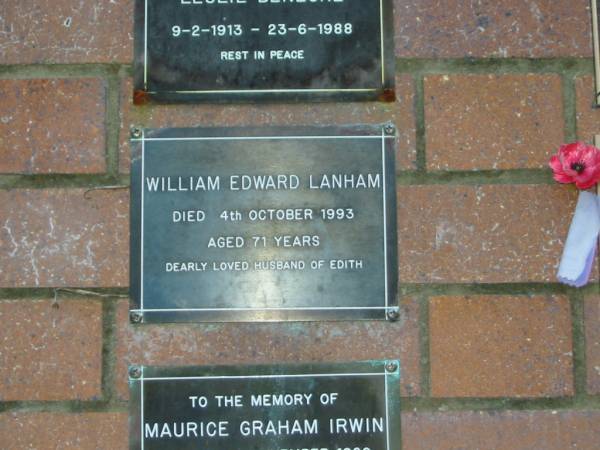 9-2-1913 - 23-6-1988
REST IN PEACE
WILLIAM EDWARD LANHAM
DIED 4th OCTOBER 1993
AGED 71 YEARS
DEARLY LOVED HUSBAND OF EDITH
TO THE MEMORY OF
MAURICE GRAHAM IRWIN